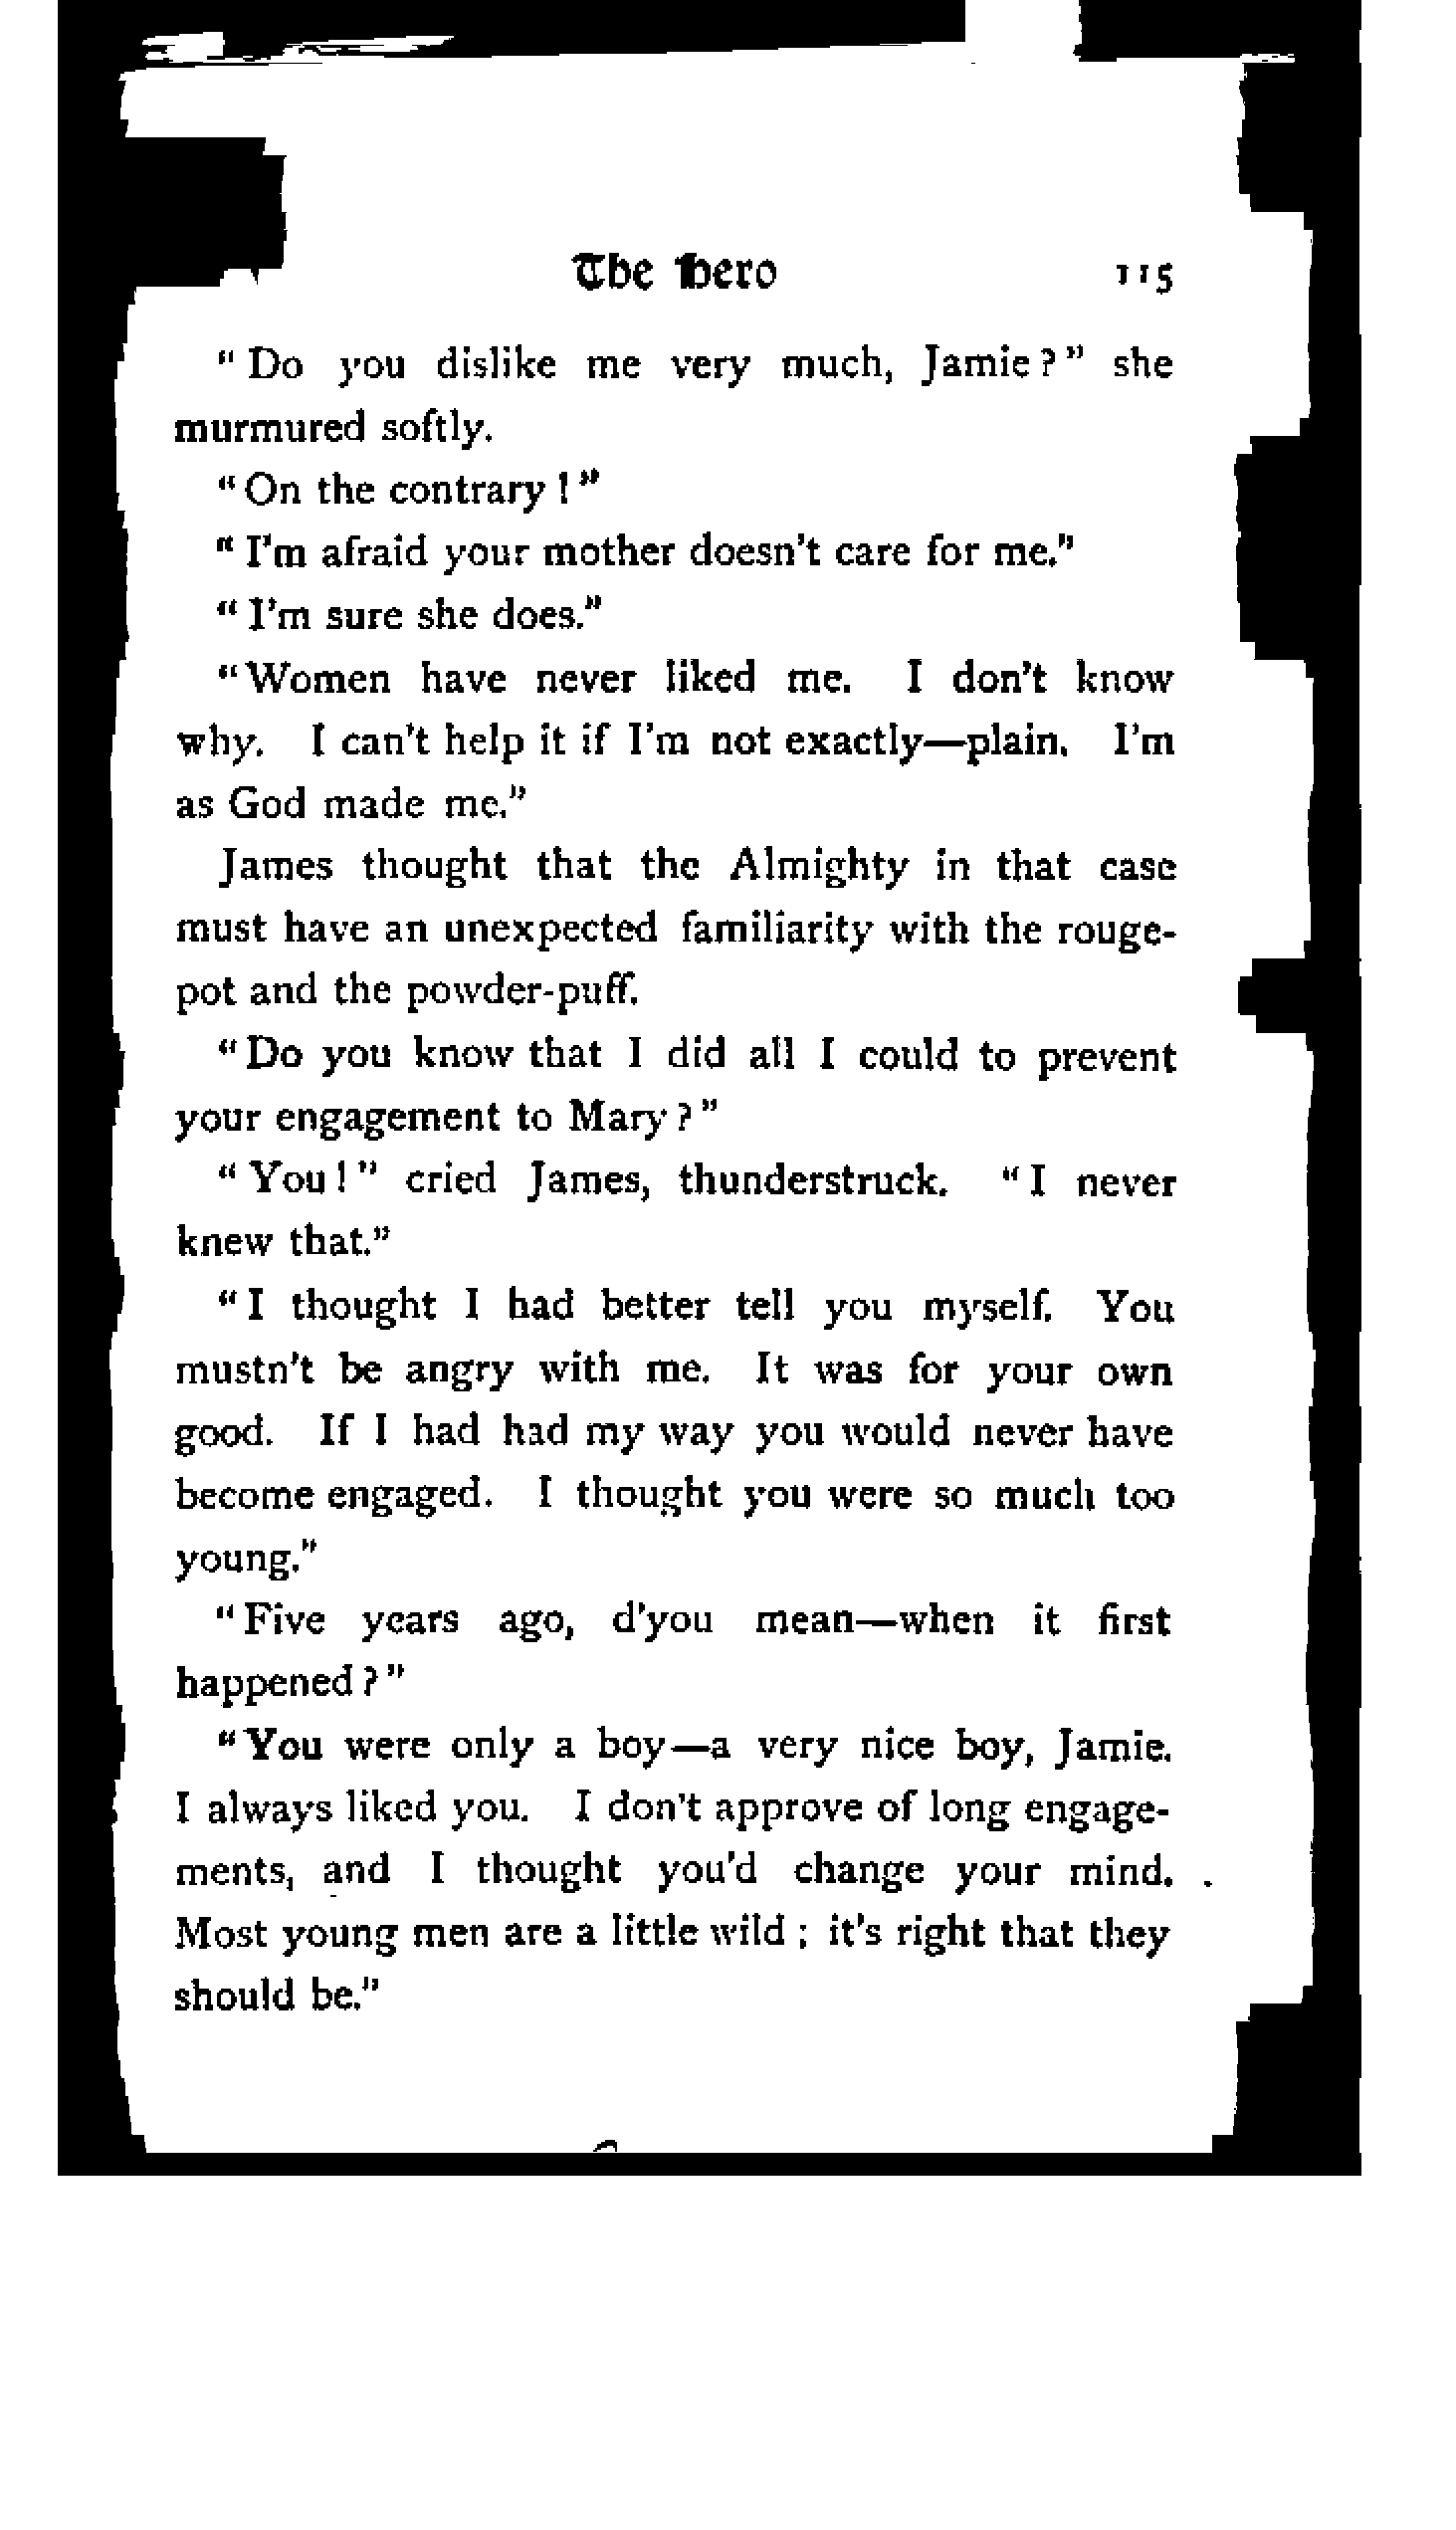 The Hero 115
“Do you dislike me very much, Jamie?” she
murmured softly.
“On the contrary!”
“I'm afraid your mother doesn't care for me.”
“I'm sure she does.”
“Women have never liked me. I don't know
why. I can't help it if I'm not exactly—plain. I'm
as God made me.”
James thought that the Almighty in that case
must have an unexpected familiarity with the rouge-
pot and the powder-puff.
“Do you know that I did all I could to prevent
your engagement to Mary?”
“You!” cried James, thunderstruck. “I never
knew that.”
“I thought I had better tell you myself. You
mustn't be angry with me. It was for your own
good. If I had had my way you would never have
become engaged. I thought you were so much too
young.”
“Five years ago, d'you mean—when it first
happened?”
“You were only a boy—a very nice boy, Jamie.
I always liked you. I don't approve of long engage-
ments, and I thought you'd change your mind.
Most young men are a little wild; it's right that they
should be.”